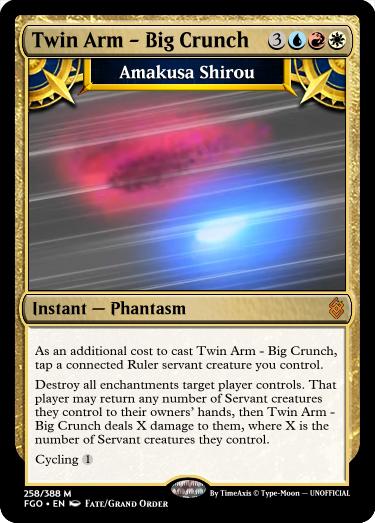 Twin Arm – Big Crunch 3
Amakusa Shirou
Instant — Phantasm
As an additional cost to cast Twin Arm - Big Crunch,
tap a connected Ruler servant creature you control.
Destroy all enchantments target player controls. That
player may return any number of Servant creatures
they control to their owners' hands, then Twin Arm -
Big Crunch deals X damage to them, where X is the
number of Servant creatures they control.
Cycling 1
258/388 M
FGO • EN Fate/Grand Order
By TimeAxis © Type-Moon — UNOFFICIAL